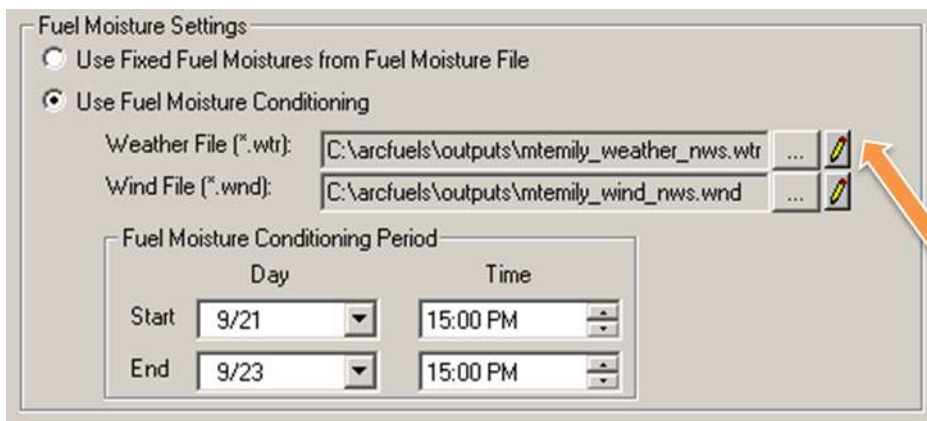 Fuel Moisture Settings
Use Fixed Fuel Moistures from Fuel Moisture File
Use Fuel Moisture Conditioning
Weather File (*.wtr): C:\arcfuels\outputs\mtemily_weather_nws.wtr ...
Wind File (*.wnd): C:\arcfuels\outputs\mtemily_wind_nws.wnd ...
Fuel Moisture Conditioning Period
Day Time
Start 9/21 15:00 PM
End 9/23 15:00 PM